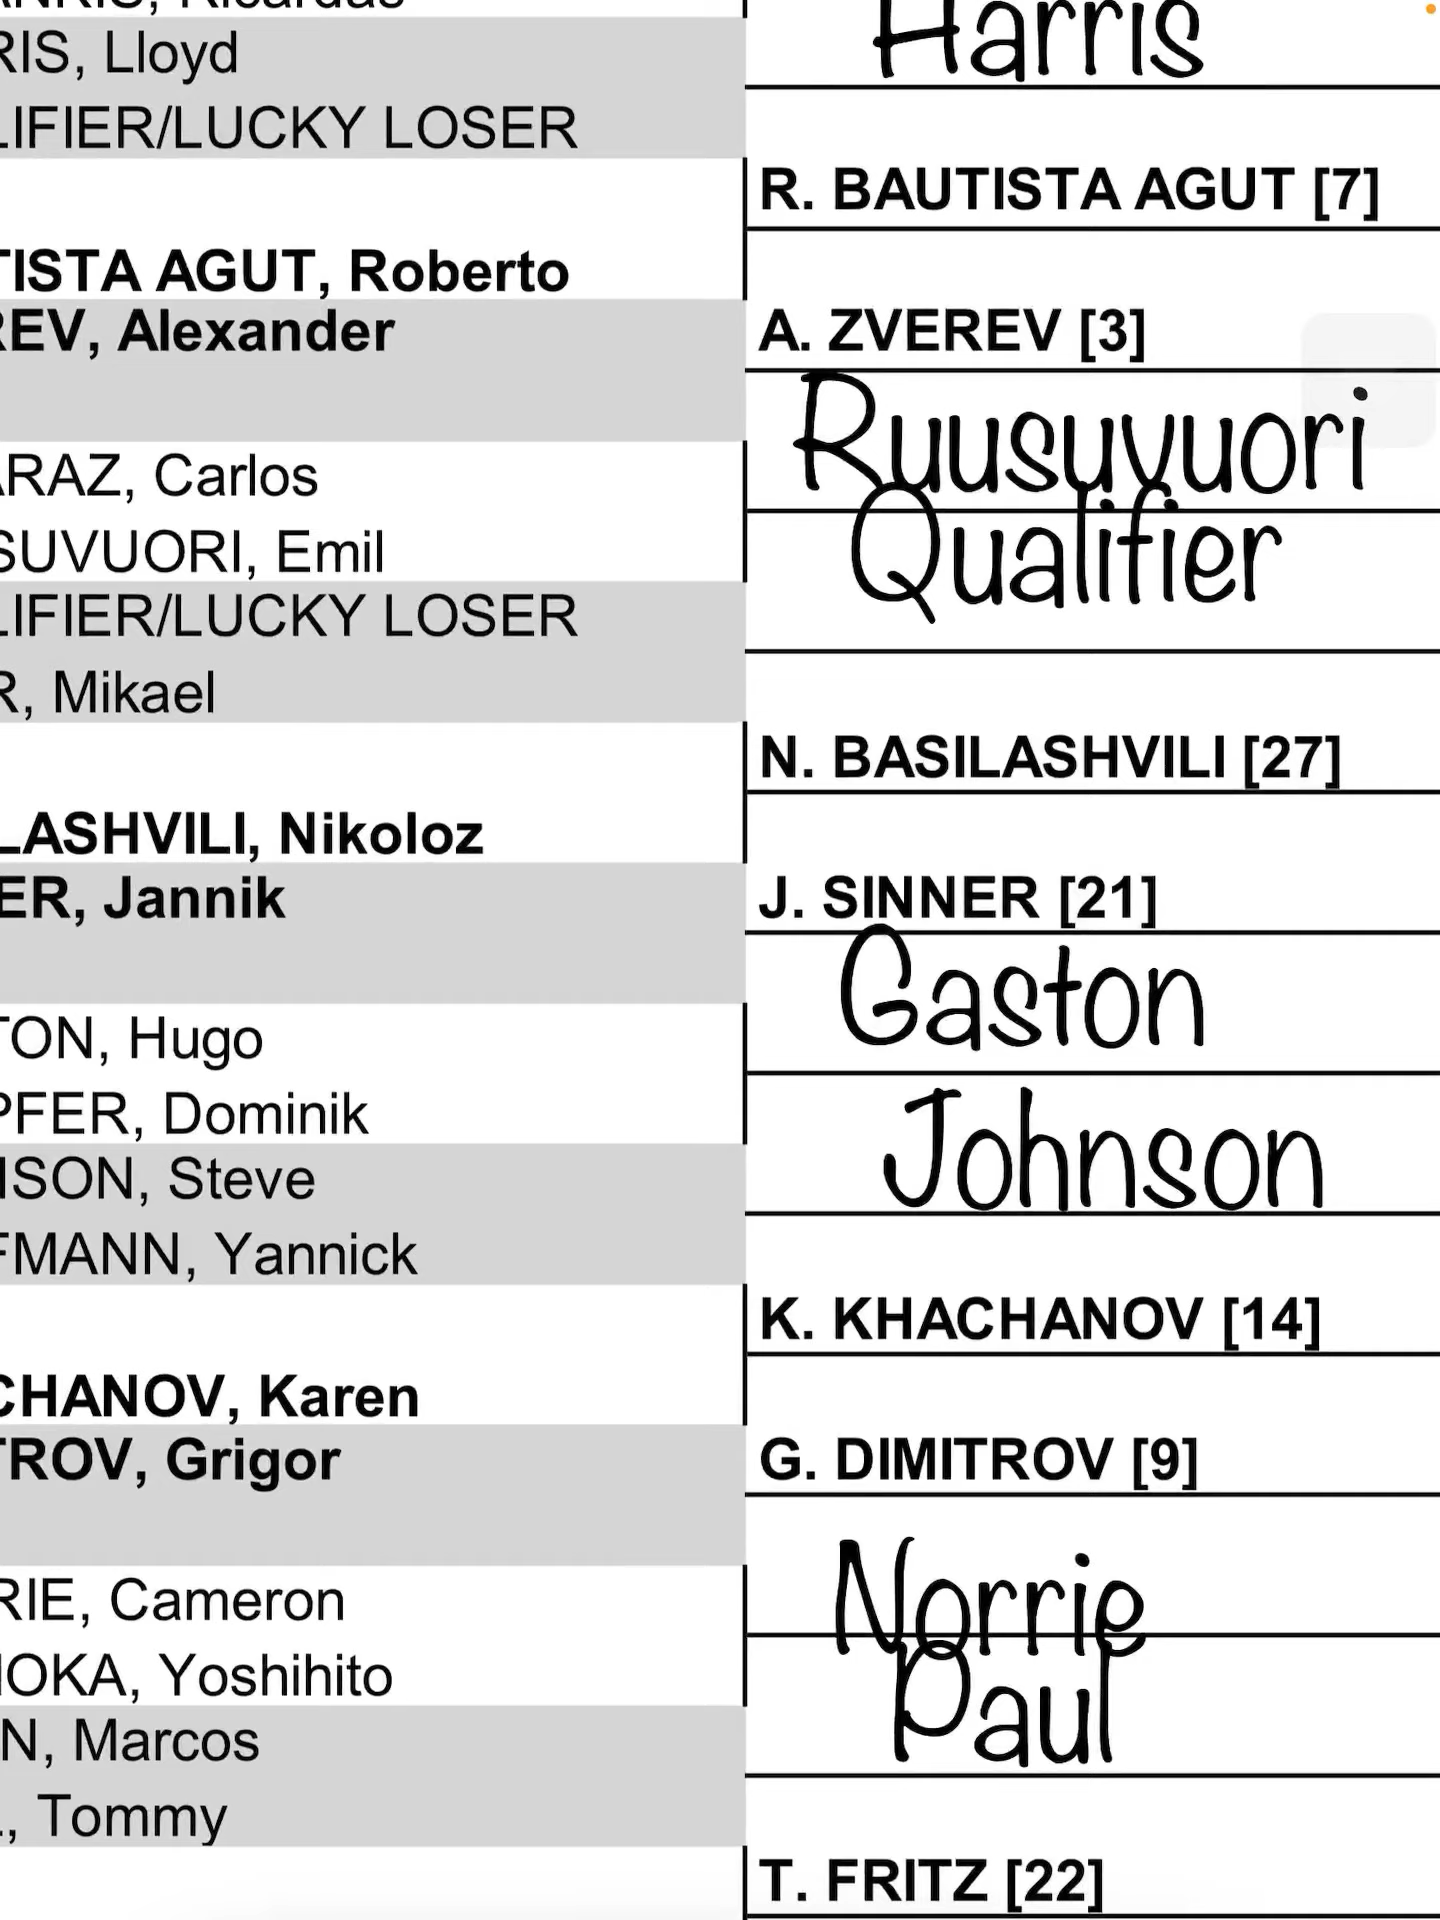 RIS, Lloyd
LIFIER/LUCKY LOSER
TISTA AGUT, Roberto
REV, Alexander
ARAZ, Carlos
SUVUORI, Emil
LIFIER/LUCKY LOSER
R, Mikael
LASHVILI, Nikoloz
ER, Jannik
TON, Hugo
PFER, Dominik
NSON, Steve
FMANN, Yannick
CHANOV, Karen
TROV, Grigor
RIE, Cameron
IOKA, Yoshihito
N, Marcos
L, Tommy
Harris
R. BAUTISTA AGUT [7]
A. ZVEREV [3]
Ruusuvuori
Qualifier
N. BASILASHVILI [27]
J. SINNER [21]
Gaston
Johnson
K. KHACHANOV [14]
G. DIMITROV [9]
Norrie
Paul
T. FRITZ [22]